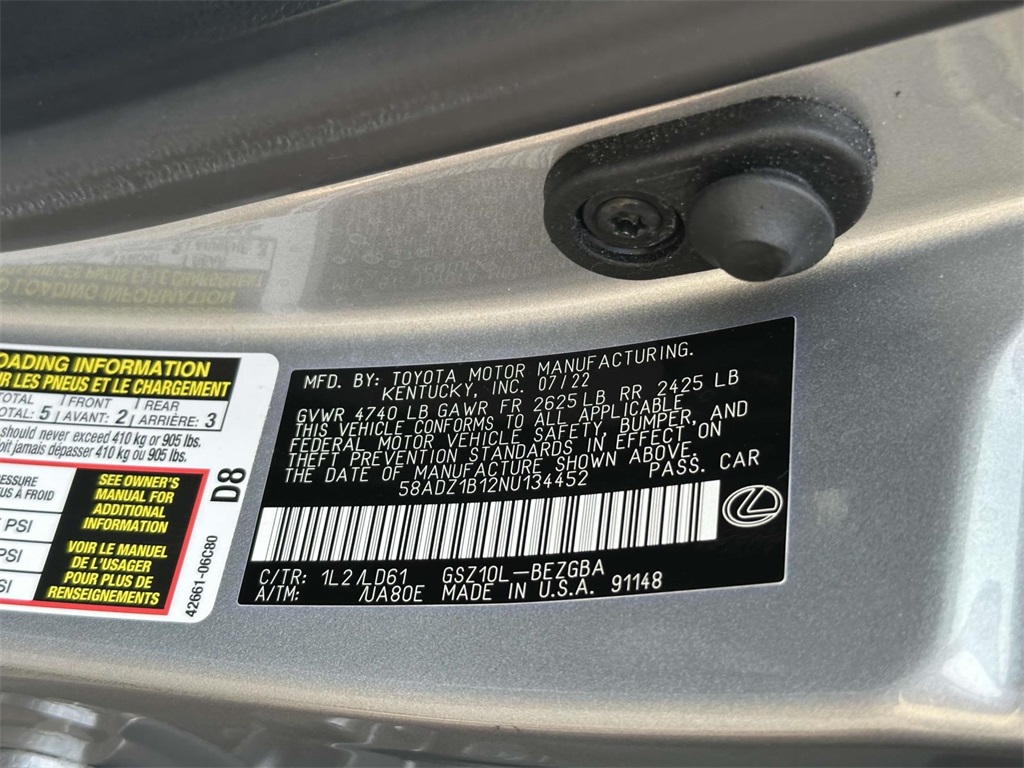 OADING INFORMATION
R LES PNEUS ET LE CHARGEMENT
TOTAL FRONT REAR
TOTAL: 5 AVANT: 2 ARRIÈRE: 3
should never exceed 410 kg or 905 lbs.
oit jamais dépasser 410 kg ou 905 lbs.
ESSURE
US À FROID
PSI
PSI
SEE OWNER'S
MANUAL FOR
ADDITIONAL
INFORMATION
VOIR LE MANUEL
DE L'USAGER
POUR PLUS DE
RENSEIGNEMENTS
D8
42661-06C80
MFD. BY: TOYOTA MOTOR MANUFACTURING.
KENTUCKY, INC. 07/22
GVWR 4740 LB GAWR FR 2625 LB RR 2425 LB
THIS VEHICLE CONFORMS TO ALL APPLICABLE
FEDERAL MOTOR VEHICLE SAFETY, BUMPER, AND
THEFT PREVENTION STANDARDS IN EFFECT ON
THE DATE OF MANUFACTURE SHOWN ABOVE.
58ADZ1B12NU134452 PASS. CAR
C/TR: 1L2/LD61 GSZ10L-BEZGBA
A/TM: /UA80E MADE IN U.S.A. 91148